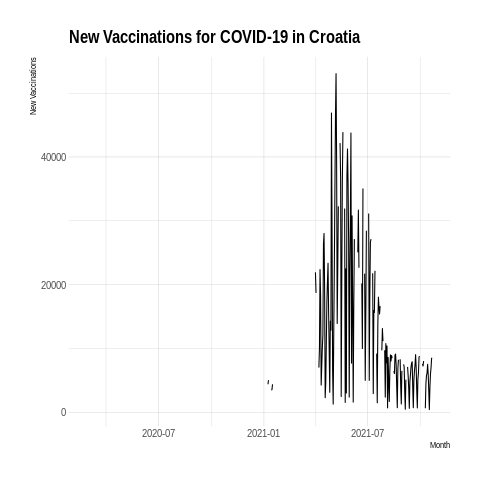 New Vaccinations for COVID-19 in Croatia
New Vaccinations
40000
20000
0
2020-07
2021-01
2021-07
Month